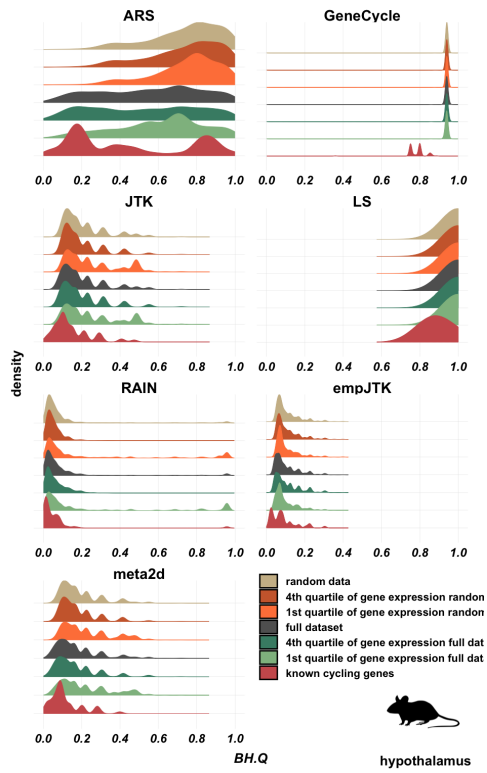 ARS GeneCycle
0.0 0.2 0.4 0.6 0.8 1.0 0.0 0.2 0.4 0.6 0.8 1.0
JTK LS
0.0 0.2 0.4 0.6 0.8 1.0 0.0 0.2 0.4 0.6 0.8 1.0
density
RAIN empJTK
0.0 0.2 0.4 0.6 0.8 1.0 0.0 0.2 0.4 0.6 0.8 1.0
meta2d
random data
4th quartile of gene expression random
1st quartile of gene expression random
full dataset
4th quartile of gene expression full dat
1st quartile of gene expression full dat
known cycling genes
0.0 0.2 0.4 0.6 0.8 1.0
BH.Q
hypothalamus